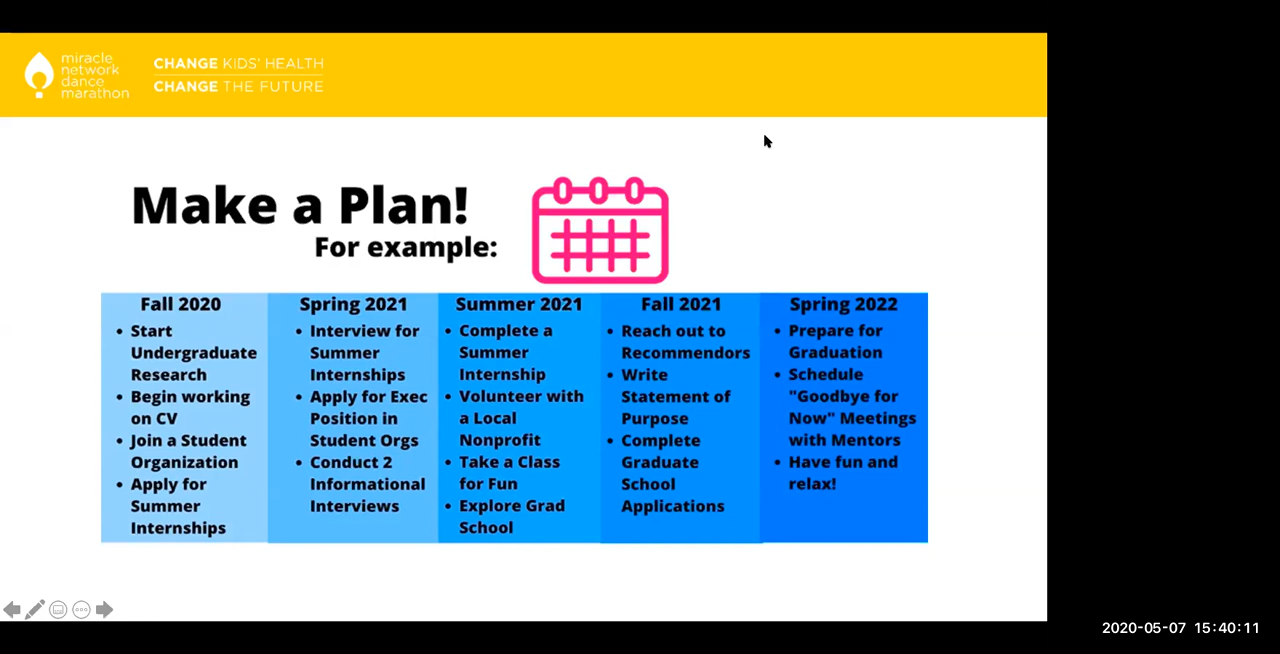 miracle
network
dance
marathon
CHANGE KIDS' HEALTH
CHANGE THE FUTURE
Make a Plan!
For example:
Fall 2020
• Start
Undergraduate
Research
• Begin working
on CV
• Join a Student
Organization
• Apply for
Summer
Internships
Spring 2021
• Interview for
Summer
Internships
• Apply for Exec
Position in
Student Orgs
• Conduct 2
Informational
Interviews
Summer 2021
• Complete a
Summer
Internship
• Volunteer with
a Local
Nonprofit
• Take a Class
for Fun
• Explore Grad
School
Fall 2021
• Reach out to
Recommendors
• Write
Statement of
Purpose
• Complete
Graduate
School
Applications
Spring 2022
• Prepare for
Graduation
• Schedule
"Goodbye for
Now" Meetings
with Mentors
• Have fun and
relax!
2020-05-07 15:40:11